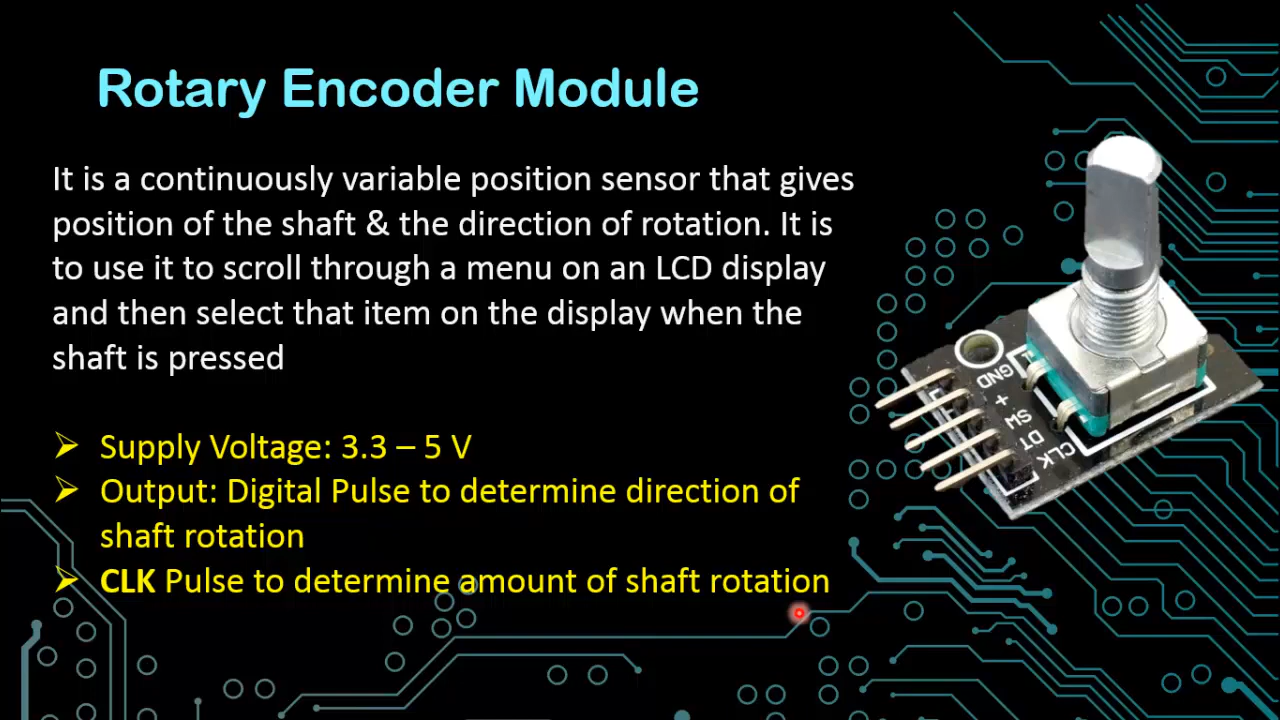 Rotary Encoder Module
It is a continuously variable position sensor that gives
position of the shaft & the direction of rotation. It is
to use it to scroll through a menu on an LCD display
and then select that item on the display when the
shaft is pressed
Supply Voltage: 3.3 – 5 V
Output: Digital Pulse to determine direction of
shaft rotation
CLK Pulse to determine amount of shaft rotation
GND
+
SW
DT
CLK